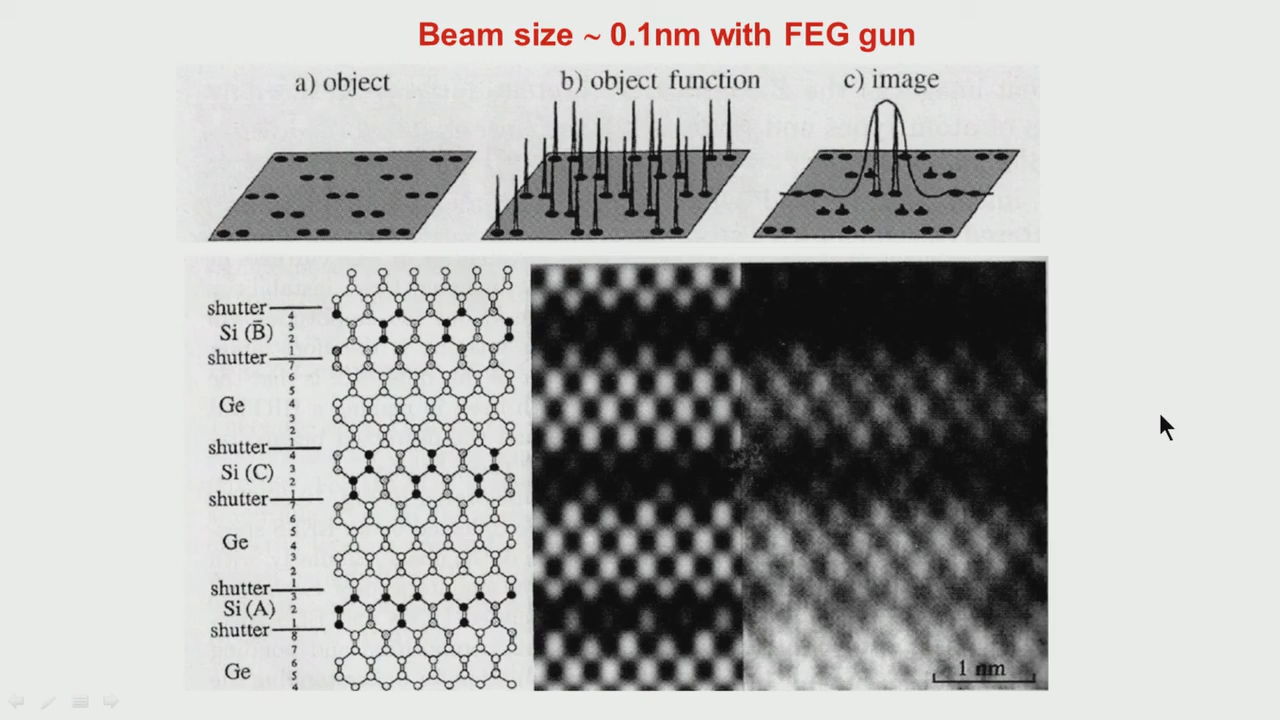 Beam size ~ 0.1nm with FEG gun
a) object
b) object function
c) image
shutter
4
Si (B̄)
3
2
shutter
1
7
6
5
Ge
4
3
2
shutter
1
4
Si (C)
3
2
shutter
1
7
6
5
Ge
4
3
2
shutter
1
3
Si (A)
2
shutter
1
8
7
6
Ge
5
4
1 nm